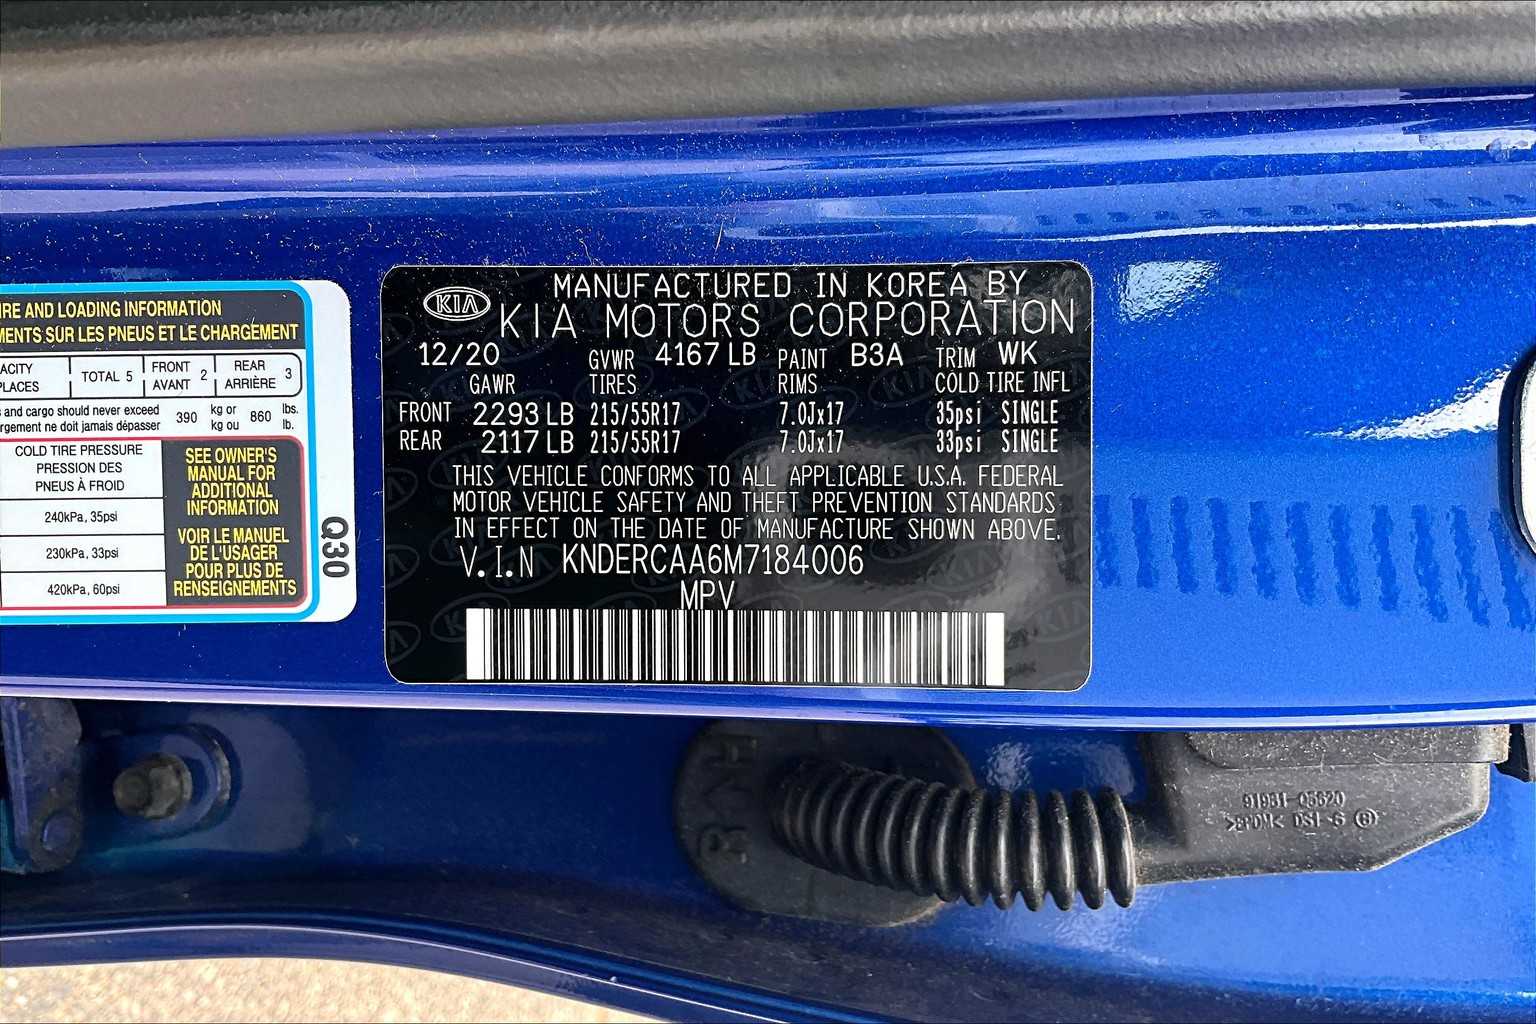 IRE AND LOADING INFORMATION
MENTS SUR LES PNEUS ET LE CHARGEMENT
ACITY
PLACES
TOTAL 5
FRONT
AVANT
2
REAR
ARRIÈRE
3
s and cargo should never exceed
rgement ne doit jamais dépasser
390
kg or
kg ou
860
lbs.
lb.
COLD TIRE PRESSURE
PRESSION DES
PNEUS À FROID
240kPa, 35psi
230kPa, 33psi
420kPa, 60psi
SEE OWNER'S
MANUAL FOR
ADDITIONAL
INFORMATION
VOIR LE MANUEL
DE L'USAGER
POUR PLUS DE
RENSEIGNEMENTS
Q30
KIA
MANUFACTURED IN KOREA BY
KIA MOTORS CORPORATION
12/20 GVWR 4167 LB PAINT B3A TRIM WK
GAWR TIRES RIMS COLD TIRE INFL
FRONT 2293 LB 215/55R17 7.0Jx17 35psi SINGLE
REAR 2117 LB 215/55R17 7.0Jx17 33psi SINGLE
THIS VEHICLE CONFORMS TO ALL APPLICABLE U.S.A. FEDERAL
MOTOR VEHICLE SAFETY AND THEFT PREVENTION STANDARDS
IN EFFECT ON THE DATE OF MANUFACTURE SHOWN ABOVE.
V.I.N KNDERCAA6M7184006
MPV
RH
91981-Q5620
>EPDM< DSI-6